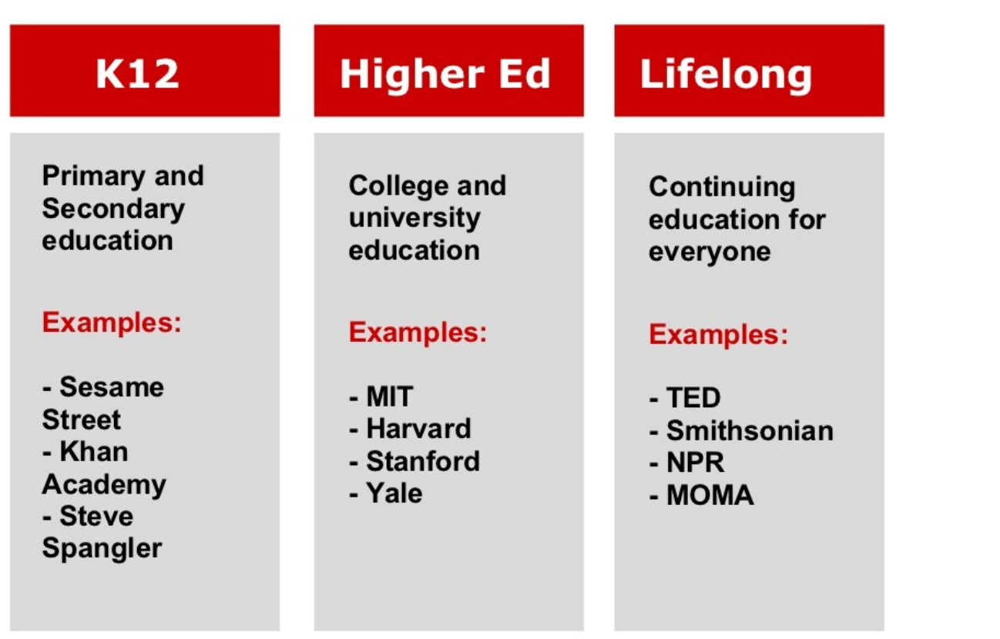 K12
Primary and
Secondary
education
Examples:
- Sesame
Street
- Khan
Academy
- Steve
Spangler
Higher Ed
College and
university
education
Examples:
- MIT
- Harvard
- Stanford
- Yale
Lifelong
Continuing
education for
everyone
Examples:
- TED
- Smithsonian
- NPR
- MOMA